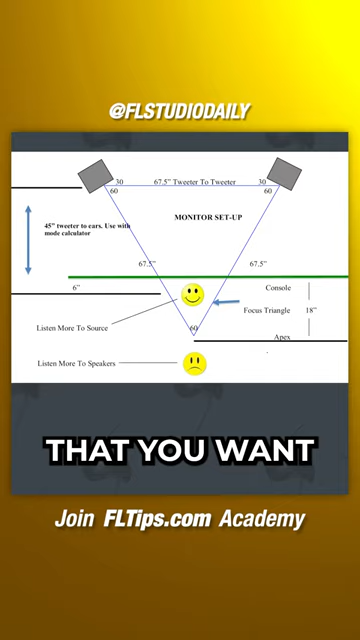 @FLSTUDIODAILY
30
67.5" Tweeter To Tweeter
30
60
60
MONITOR SET-UP
45" tweeter to ears. Use with
mode calculator
67.5"
67.5"
6"
Console
Focus Triangle
18"
Listen More To Source
60
Apex
Listen More To Speakers
THAT YOU WANT
Join FLTips.com Academy